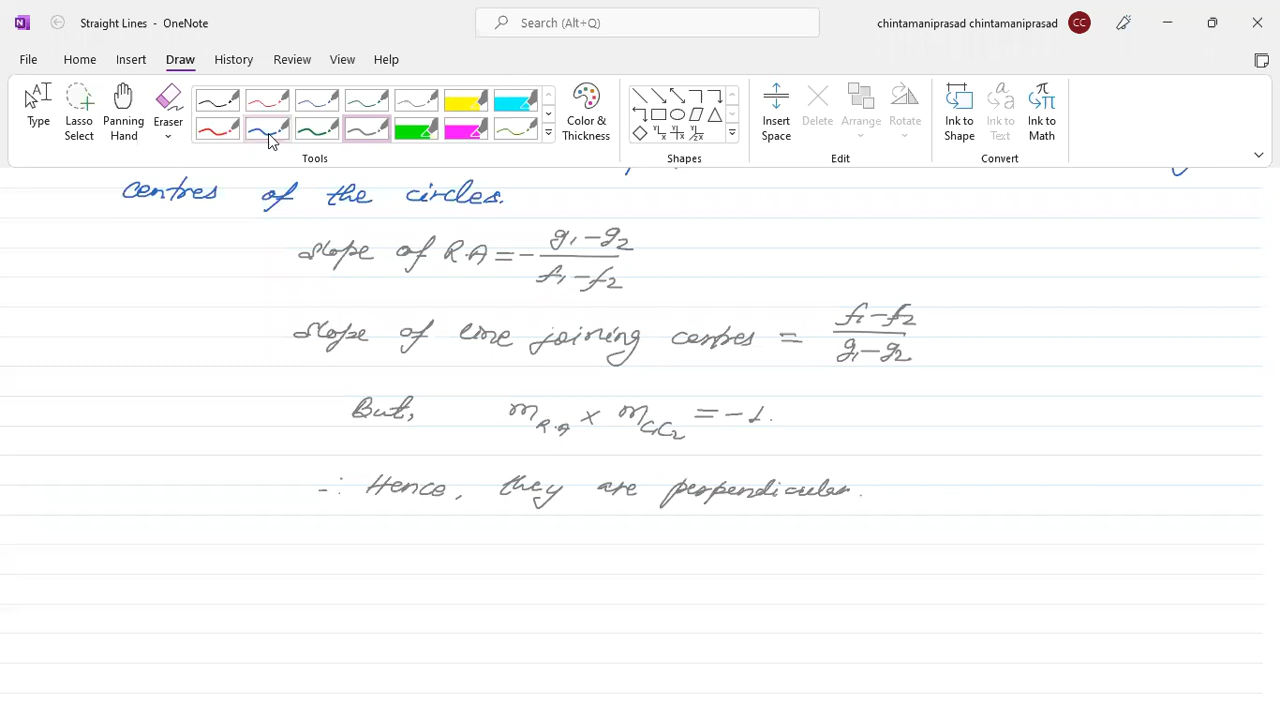 Straight Lines - OneNote
Search (Alt+Q)
chintamaniprasad chintamaniprasad CC
File Home Insert Draw History Review View Help
Type Lasso Select Panning Hand Eraser Color & Thickness Insert Space Delete Arrange Rotate Ink to Shape Ink to Text Ink to Math
Tools Shapes Edit Convert
centres of the circles.
Slope of R.A = - (g1 - g2)/(f1 - f2)
Slope of line joining centres = (f1 - f2)/(g1 - g2)
But, m_R.A × m_C1C2 = -1.
∴ Hence, they are perpendicular.